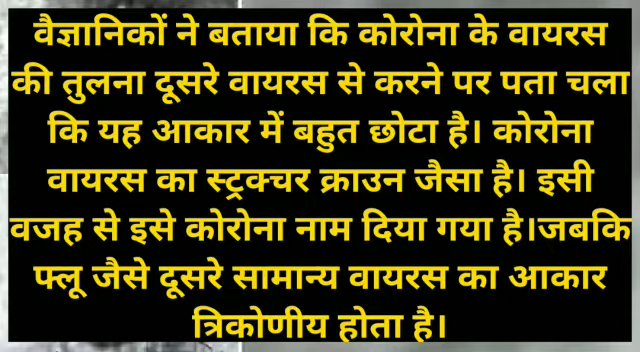 वैज्ञानिकों ने बताया कि कोरोना के वायरस
की तुलना दूसरे वायरस से करने पर पता चला
कि यह आकार में बहुत छोटा है। कोरोना
वायरस का स्ट्रक्चर क्राउन जैसा है। इसी
वजह से इसे कोरोना नाम दिया गया है।जबकि
फ्लू जैसे दूसरे सामान्य वायरस का आकार
त्रिकोणीय होता है।